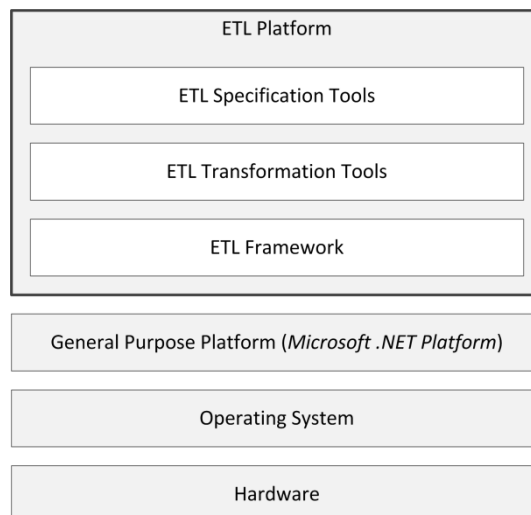 ETL Platform
ETL Specification Tools
ETL Transformation Tools
ETL Framework
General Purpose Platform (Microsoft .NET Platform)
Operating System
Hardware